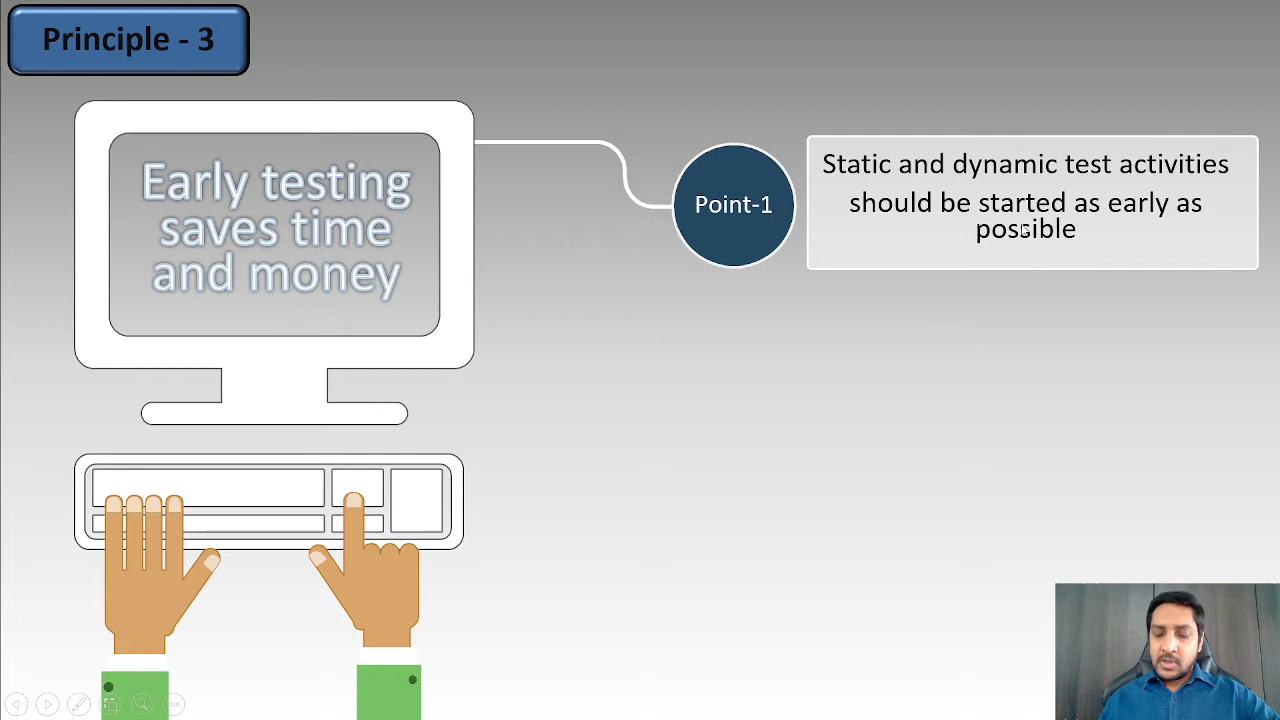 Principle - 3
Early testing
saves time
and money
Point-1
Static and dynamic test activities
should be started as early as
possible